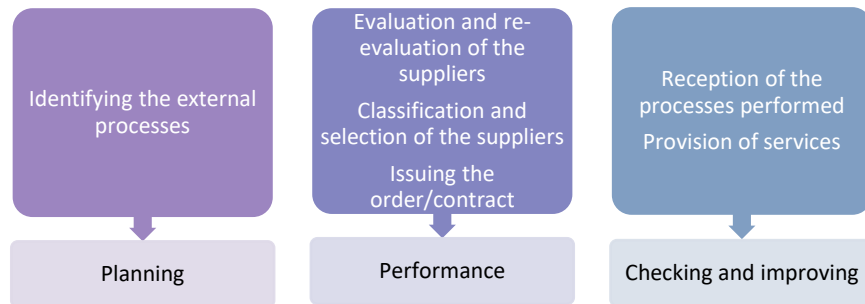 Identifying the external
processes
Planning
Evaluation and re-
evaluation of the
suppliers
Classification and
selection of the suppliers
Issuing the
order/contract
Performance
Reception of the
processes performed
Provision of services
Checking and improving